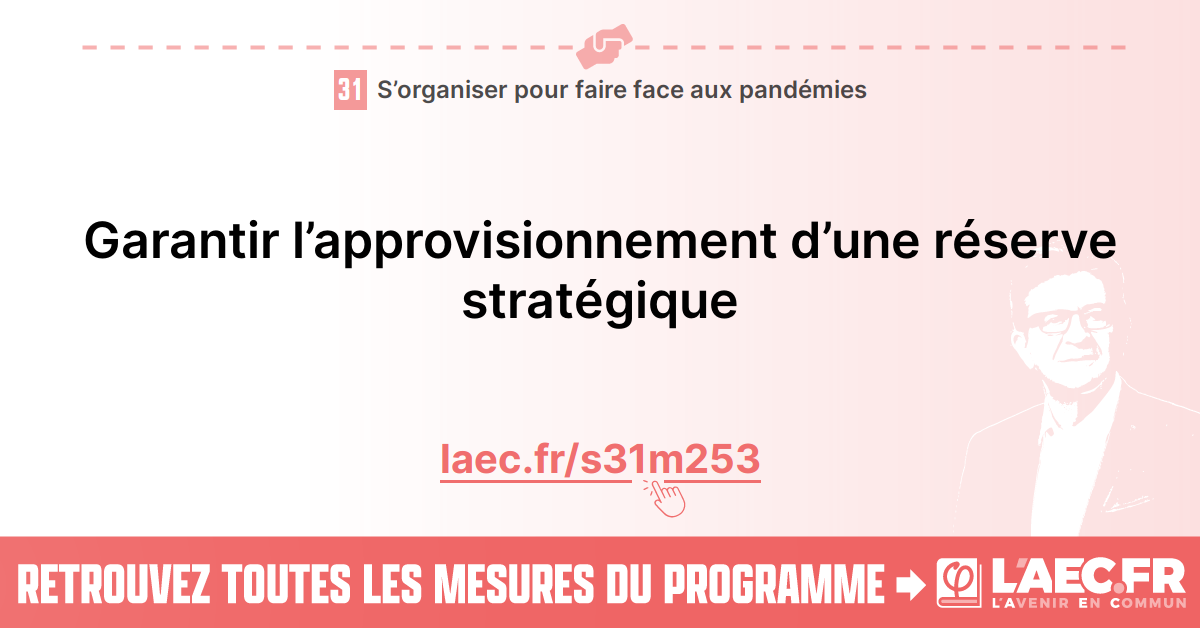 31 S’organiser pour faire face aux pandémies
Garantir l’approvisionnement d’une réserve
stratégique
laec.fr/s31m253
RETROUVEZ TOUTES LES MESURES DU PROGRAMME
L'AEC.FR
L'AVENIR EN COMMUN